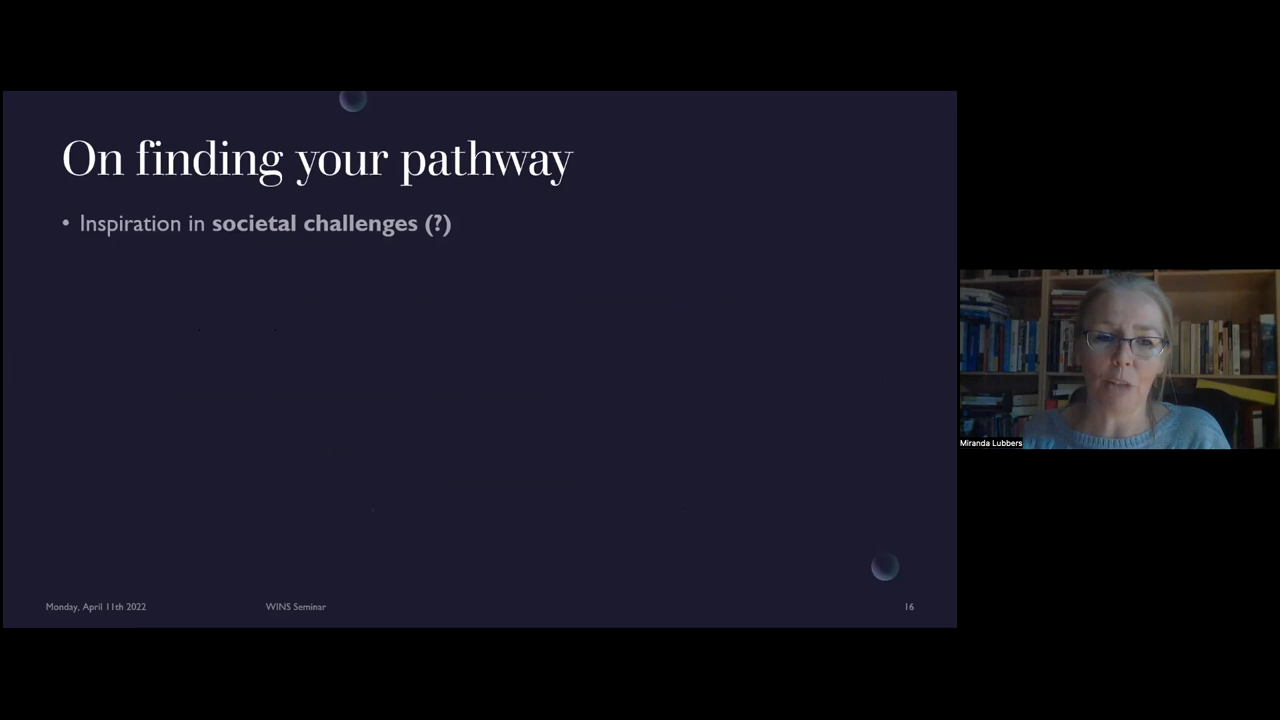 On finding your pathway
• Inspiration in societal challenges (?)
Monday, April 11th 2022
WINS Seminar
16
Miranda Lubbers